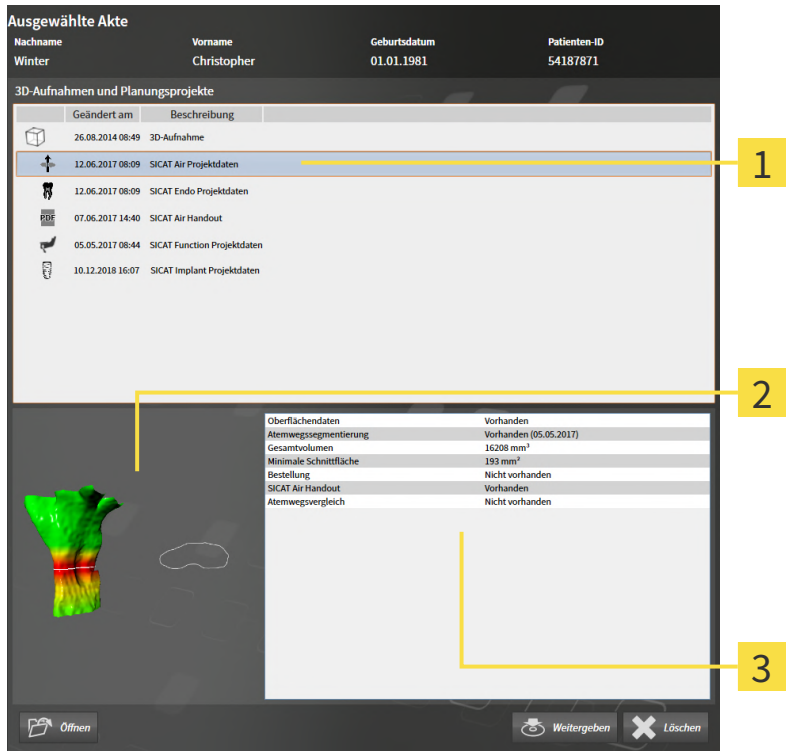 Ausgewählte Akte
Nachname Vorname Geburtsdatum Patienten-ID
Winter Christopher 01.01.1981 54187871
3D-Aufnahmen und Planungsprojekte
Geändert am Beschreibung
26.08.2014 08:49 3D-Aufnahme
12.06.2017 08:09 SICAT Air Projektdaten
1
12.06.2017 08:09 SICAT Endo Projektdaten
PDF 07.06.2017 14:40 SICAT Air Handout
05.05.2017 08:44 SICAT Function Projektdaten
10.12.2018 16:07 SICAT Implant Projektdaten
2
Oberflächendaten Vorhanden
Atemwegssegmentierung Vorhanden (05.05.2017)
Gesamtvolumen 16208 mm³
Minimale Schnittfläche 193 mm²
Bestellung Nicht vorhanden
SICAT Air Handout Vorhanden
Atemwegsvergleich Nicht vorhanden
3
Öffnen Weitergeben Löschen